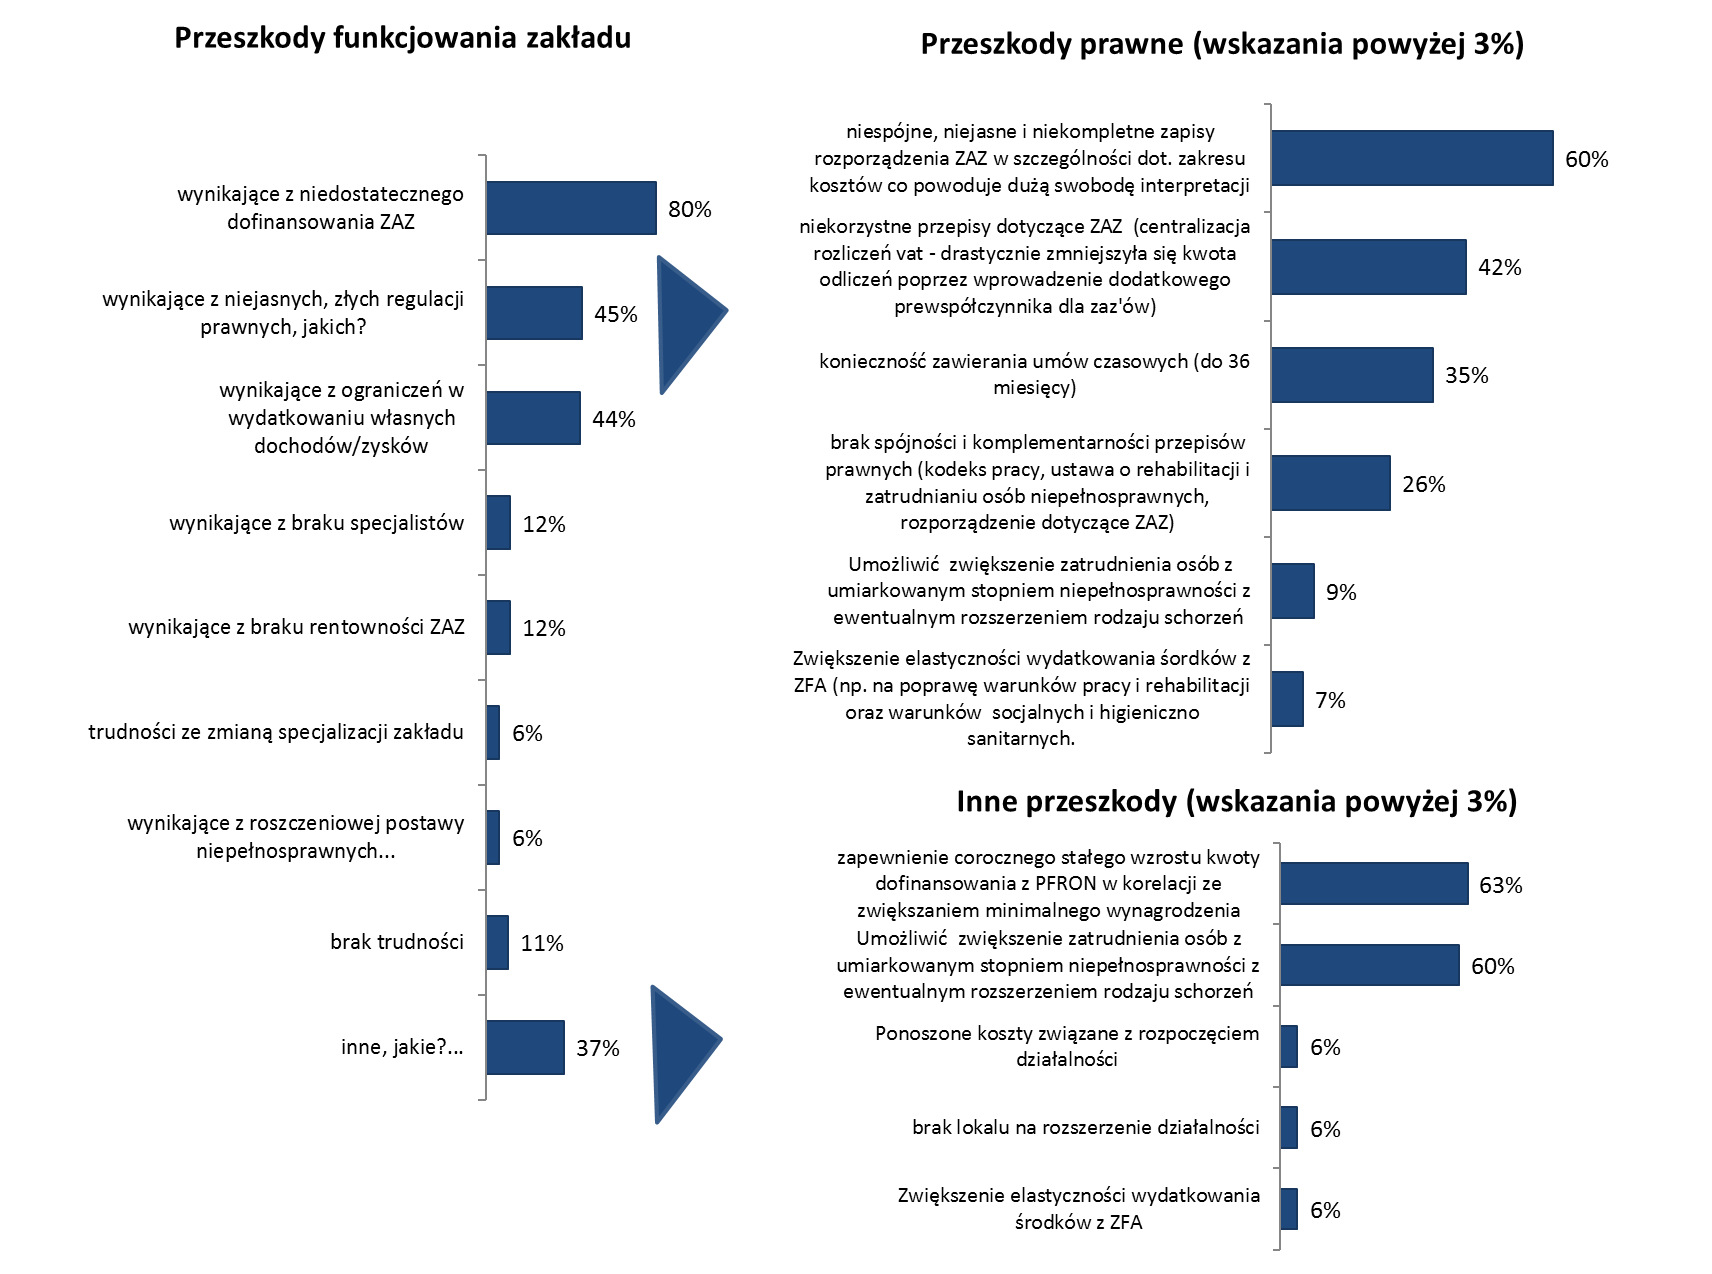 Przeszkody funkcjowania zakładu
wynikające z niedostatecznego
dofinansowania ZAZ
80%
wynikające z niejasnych, złych regulacji
prawnych, jakich?
45%
wynikające z ograniczeń w
wydatkowaniu własnych
dochodów/zysków
44%
wynikające z braku specjalistów
12%
wynikające z braku rentowności ZAZ
12%
trudności ze zmianą specjalizacji zakładu
6%
wynikające z roszczeniowej postawy
niepełnosprawnych...
6%
brak trudności
11%
inne, jakie?...
37%
Przeszkody prawne (wskazania powyżej 3%)
niespójne, niejasne i niekompletne zapisy
rozporządzenia ZAZ w szczególności dot. zakresu
kosztów co powoduje dużą swobodę interpretacji
60%
niekorzystne przepisy dotyczące ZAZ  (centralizacja
rozliczeń vat - drastycznie zmniejszyła się kwota
odliczeń poprzez wprowadzenie dodatkowego
prewspółczynnika dla zaz'ów)
42%
konieczność zawierania umów czasowych (do 36
miesięcy)
35%
brak spójności i komplementarności przepisów
prawnych (kodeks pracy, ustawa o rehabilitacji i
zatrudnianiu osób niepełnosprawnych,
rozporządzenie dotyczące ZAZ)
26%
Umożliwić  zwiększenie zatrudnienia osób z
umiarkowanym stopniem niepełnosprawności z
ewentualnym rozszerzeniem rodzaju schorzeń
9%
Zwiększenie elastyczności wydatkowania śordków z
ZFA (np. na poprawę warunków pracy i rehabilitacji
oraz warunków  socjalnych i higieniczno
sanitarnych.
7%
Inne przeszkody (wskazania powyżej 3%)
zapewnienie corocznego stałego wzrostu kwoty
dofinansowania z PFRON w korelacji ze
zwiększaniem minimalnego wynagrodzenia
63%
Umożliwić  zwiększenie zatrudnienia osób z
umiarkowanym stopniem niepełnosprawności z
ewentualnym rozszerzeniem rodzaju schorzeń
60%
Ponoszone koszty związane z rozpoczęciem
działalności
6%
brak lokalu na rozszerzenie działalności
6%
Zwiększenie elastyczności wydatkowania
środków z ZFA
6%